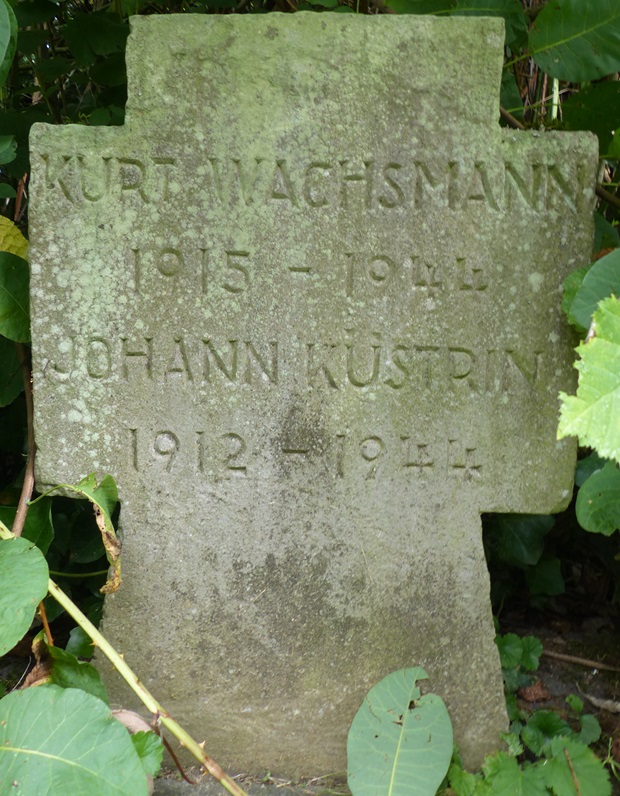 KURT WACHSMANN
1915 - 1944
JOHANN KÜSTRIN
1912 - 1944